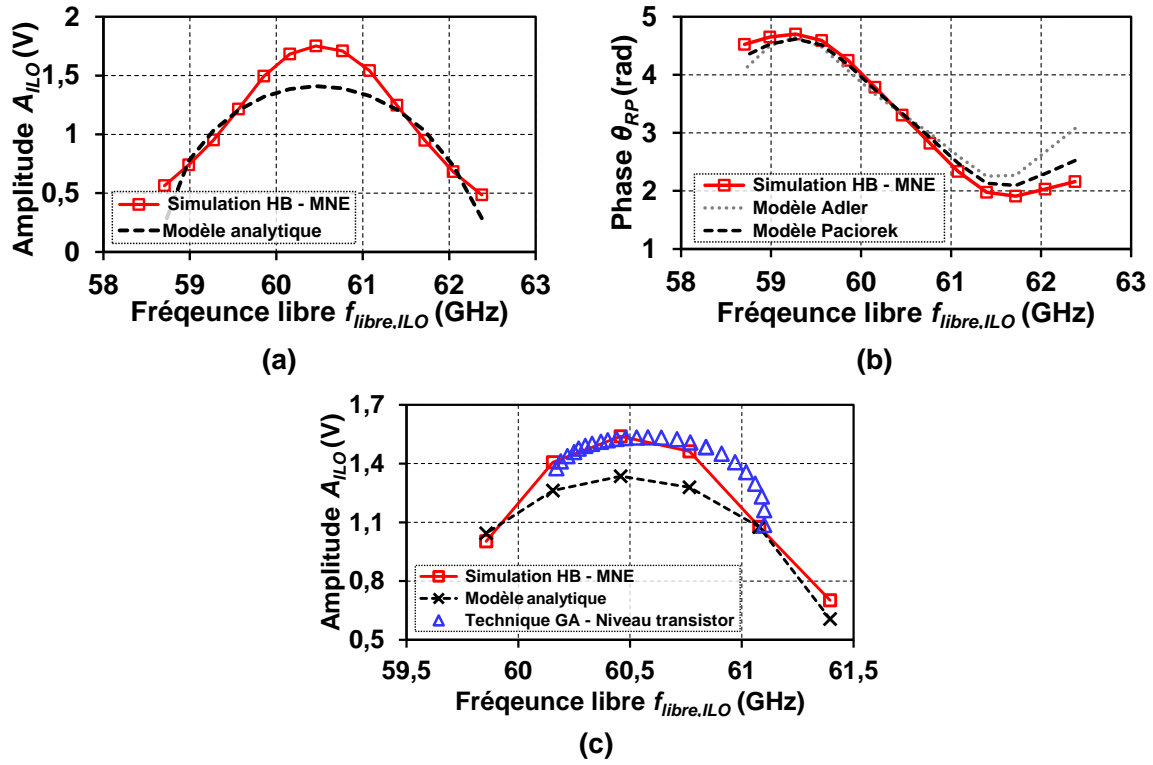 Amplitude A_ILO (V)
2
1,5
1
0,5
0
Simulation HB - MNE
Modèle analytique
58 59 60 61 62 63
Fréqeunce libre f_libre,ILO (GHz)
(a)
Phase θ_RP (rad)
5
4
3
2
1
Simulation HB - MNE
Modèle Adler
Modèle Paciorek
58 59 60 61 62 63
Fréqeunce libre f_libre,ILO (GHz)
(b)
Amplitude A_ILO (V)
1,7
1,4
1,1
0,8
0,5
Simulation HB - MNE
Modèle analytique
Technique GA - Niveau transistor
59,5 60 60,5 61 61,5
Fréqeunce libre f_libre,ILO (GHz)
(c)